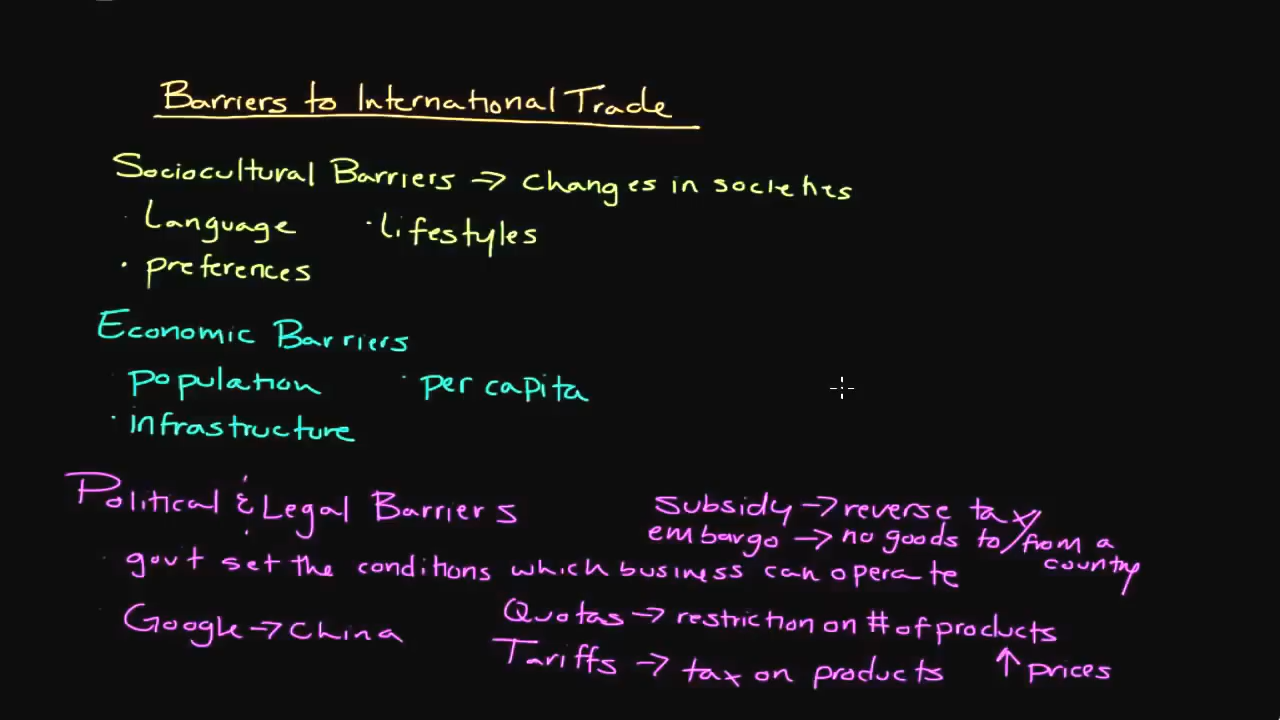 Barriers to International Trade
Sociocultural Barriers → Changes in societies
Language · lifestyles
· preferences
Economic Barriers
population · per capita
· infrastructure
Political & Legal Barriers
Subsidy → reverse tax
embargo → no goods to/from a country
gov't set the conditions which business can operate
Google → China
Quotas → restriction on # of products
Tariffs → tax on products ↑ prices